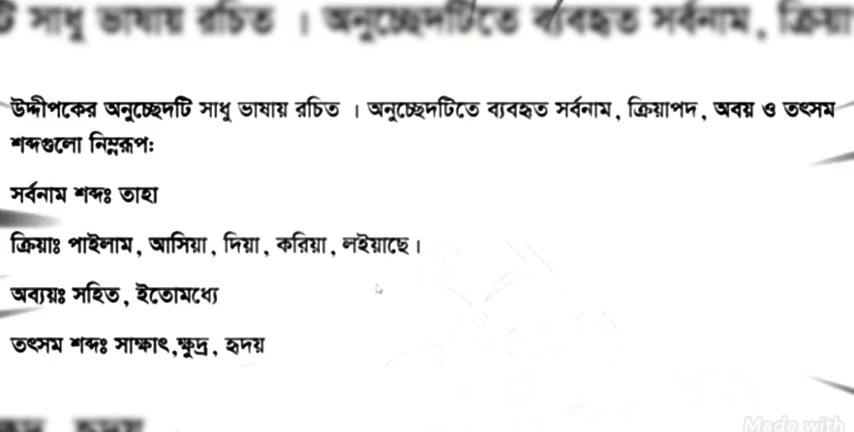 টি সাধু ভাষায় রচিত । অনুচ্ছেদটিতে ব্যবহৃত সর্বনাম, ক্রিয়া
উদ্দীপকের অনুচ্ছেদটি সাধু ভাষায় রচিত । অনুচ্ছেদটিতে ব্যবহৃত সর্বনাম, ক্রিয়াপদ, অবয় ও তৎসম
শব্দগুলো নিম্নরূপ:
সর্বনাম শব্দঃ তাহা
ক্রিয়াঃ পাইলাম, আসিয়া, দিয়া, করিয়া, লইয়াছে।
অব্যয়ঃ সহিত, ইতোমধ্যে
তৎসম শব্দঃ সাক্ষাৎ,ক্ষুদ্র, হৃদয়
Made with